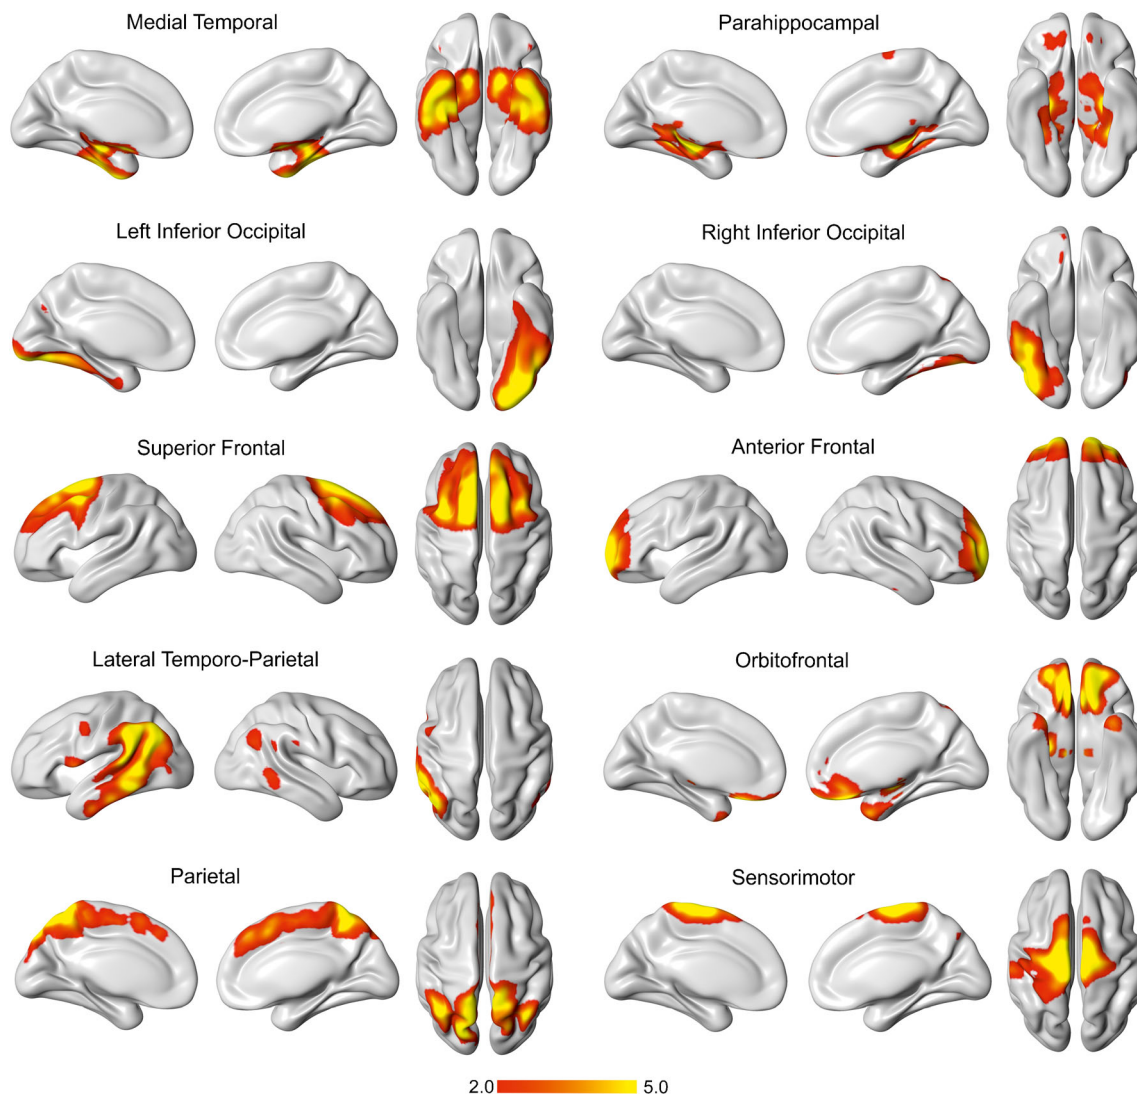 Medial Temporal
Parahippocampal
Left Inferior Occipital
Right Inferior Occipital
Superior Frontal
Anterior Frontal
Lateral Temporo-Parietal
Orbitofrontal
Parietal
Sensorimotor
2.0 5.0